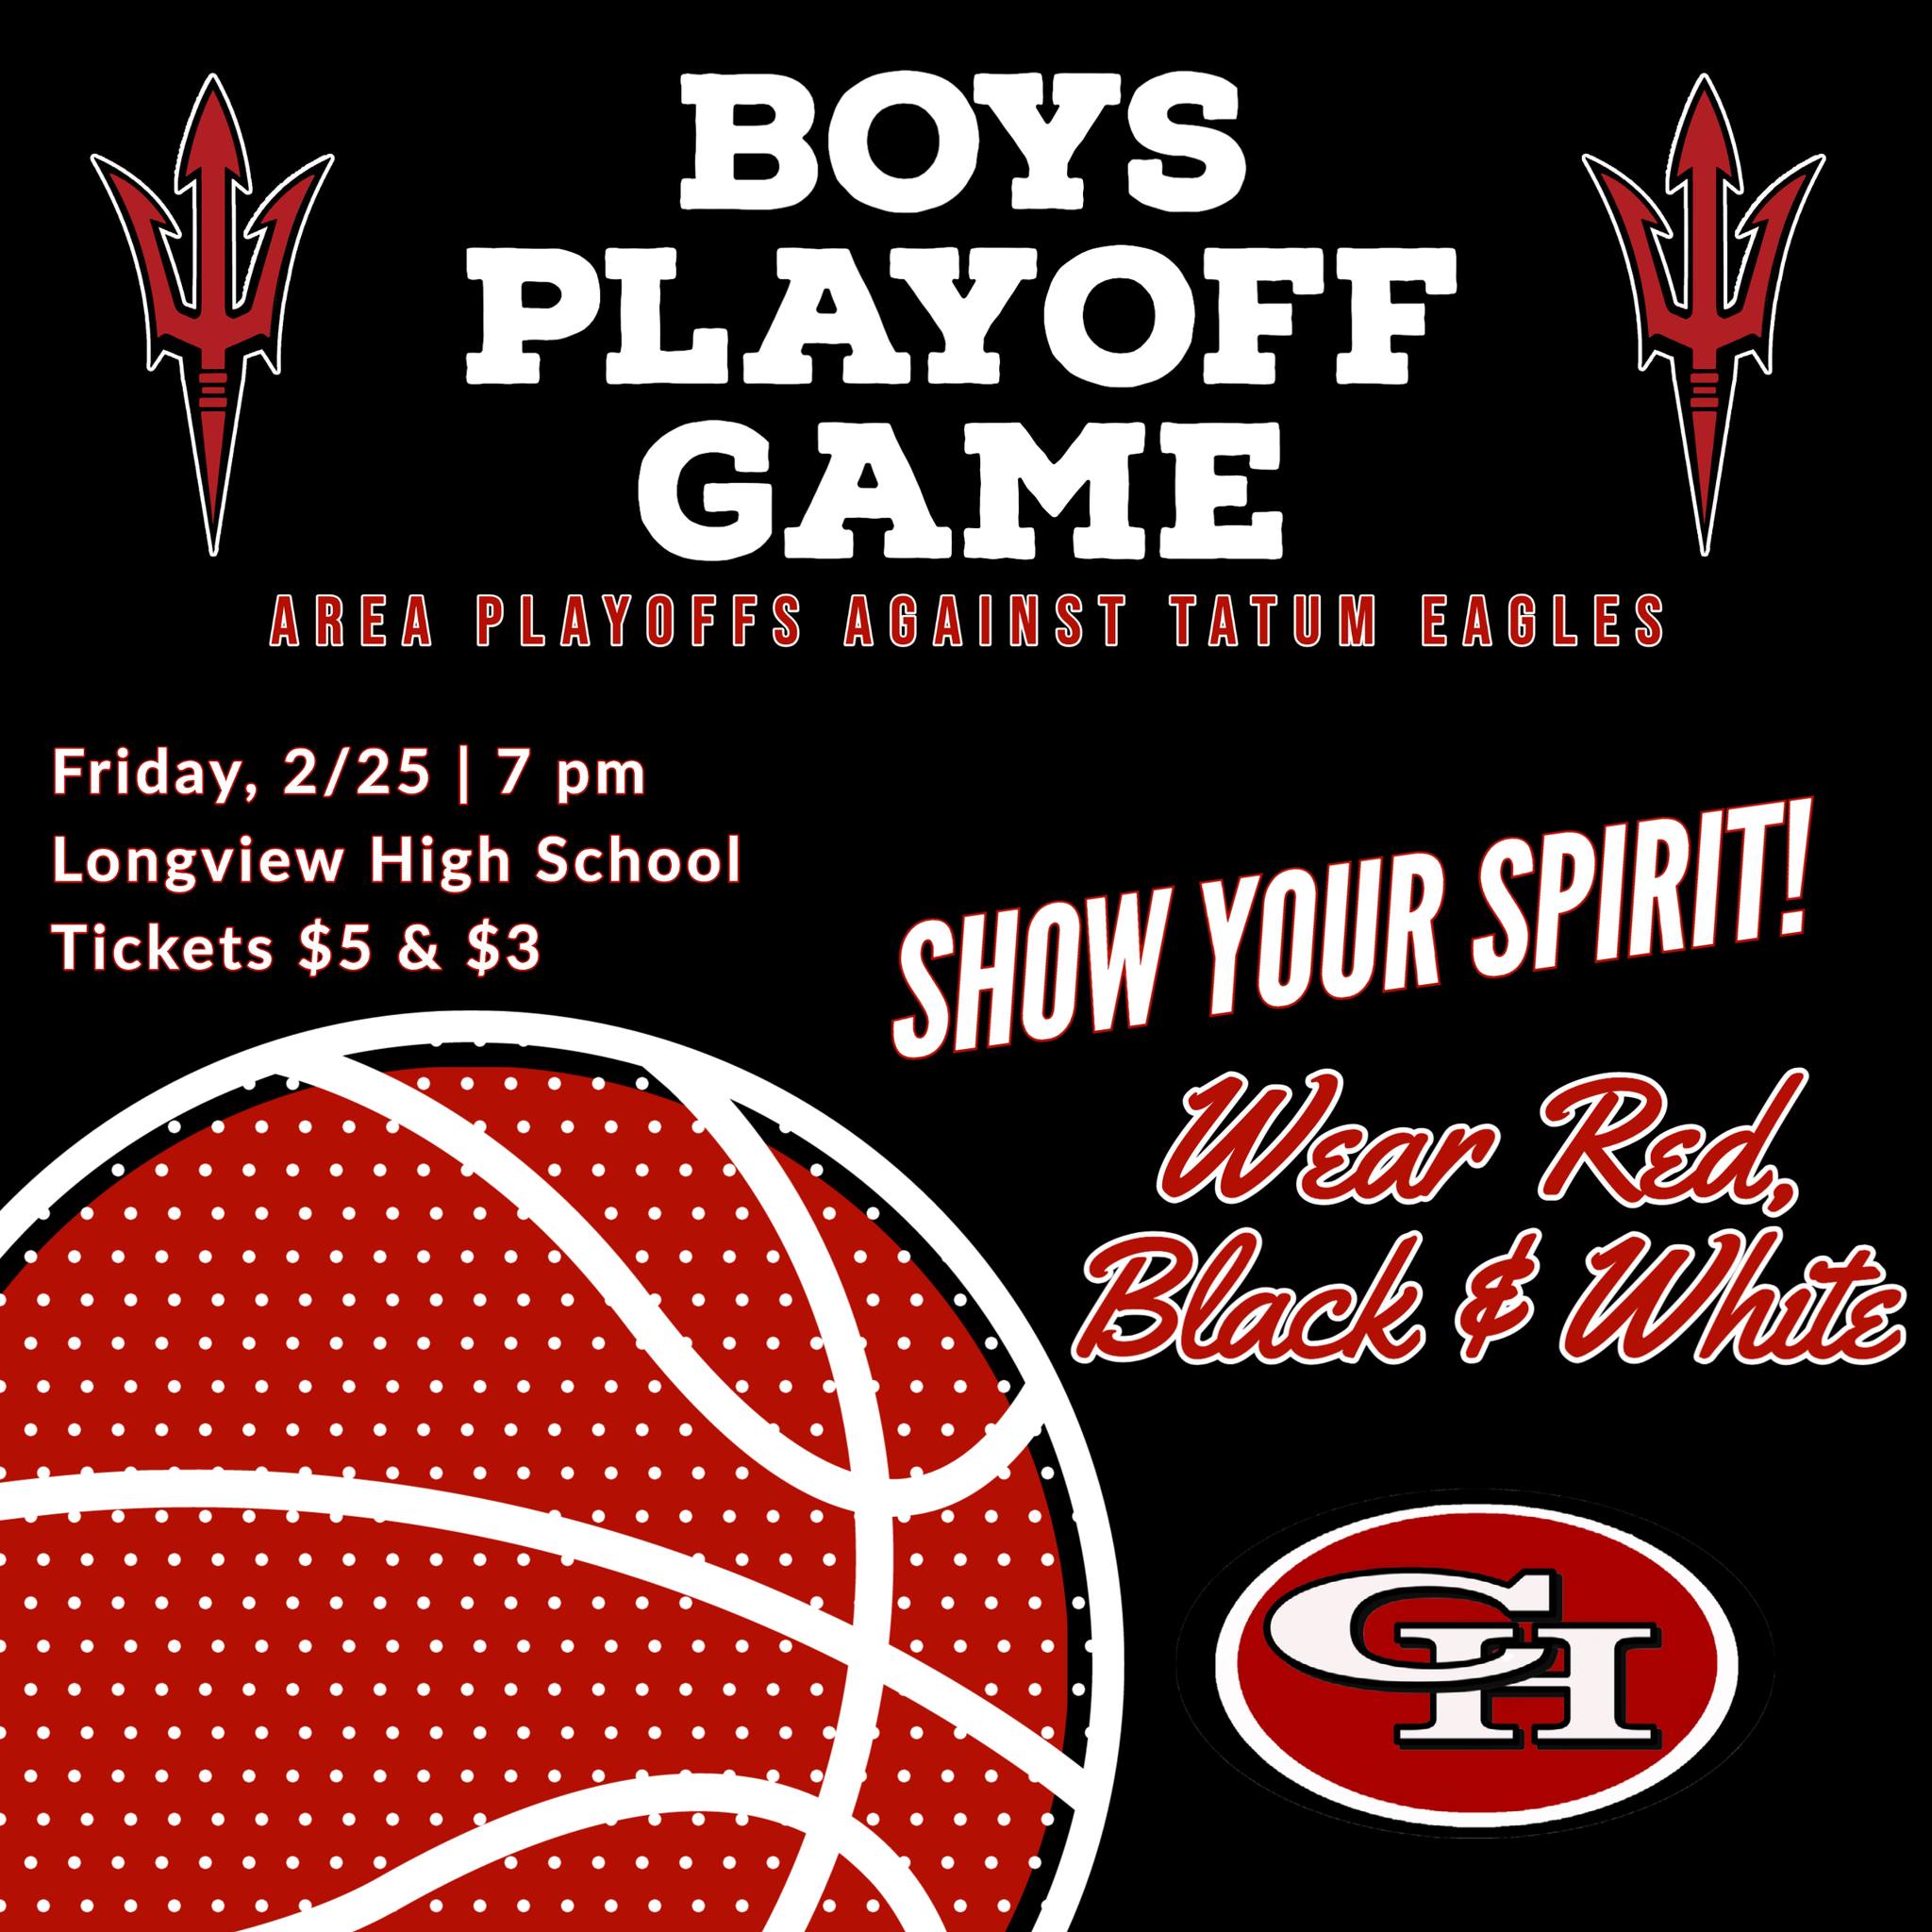 BOYS
PLAYOFF
GAME
AREA PLAYOFFS AGAINST TATUM EAGLES
Friday, 2/25 | 7 pm
Longview High School
Tickets $5 & $3
SHOW YOUR SPIRIT!
Wear Red,
Black & White
CH